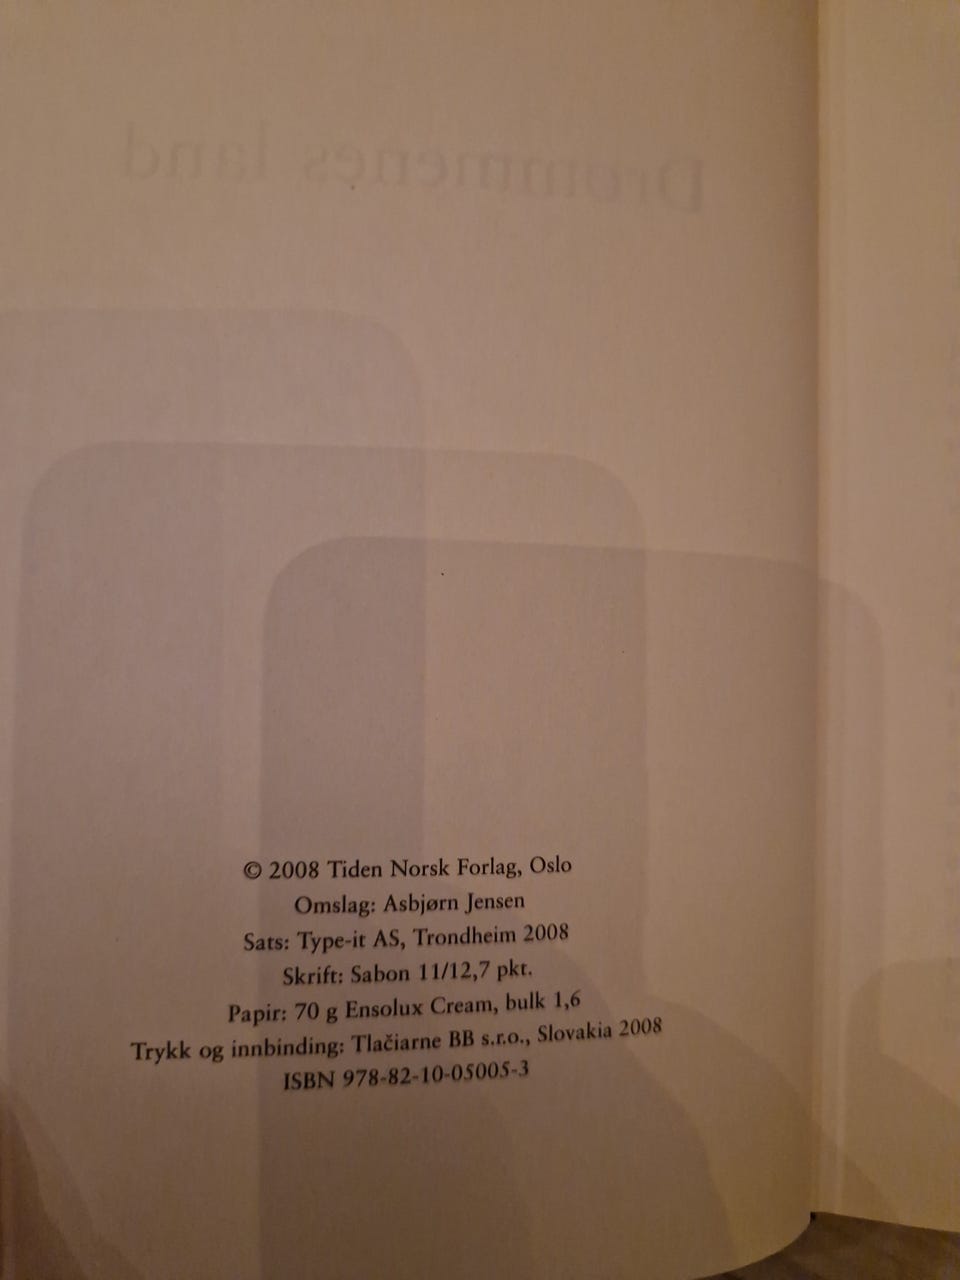 Drømmenes land
© 2008 Tiden Norsk Forlag, Oslo
Omslag: Asbjørn Jensen
Sats: Type-it AS, Trondheim 2008
Skrift: Sabon 11/12,7 pkt.
Papir: 70 g Ensolux Cream, bulk 1,6
Trykk og innbinding: Tlačiarne BB s.r.o., Slovakia 2008
ISBN 978-82-10-05005-3